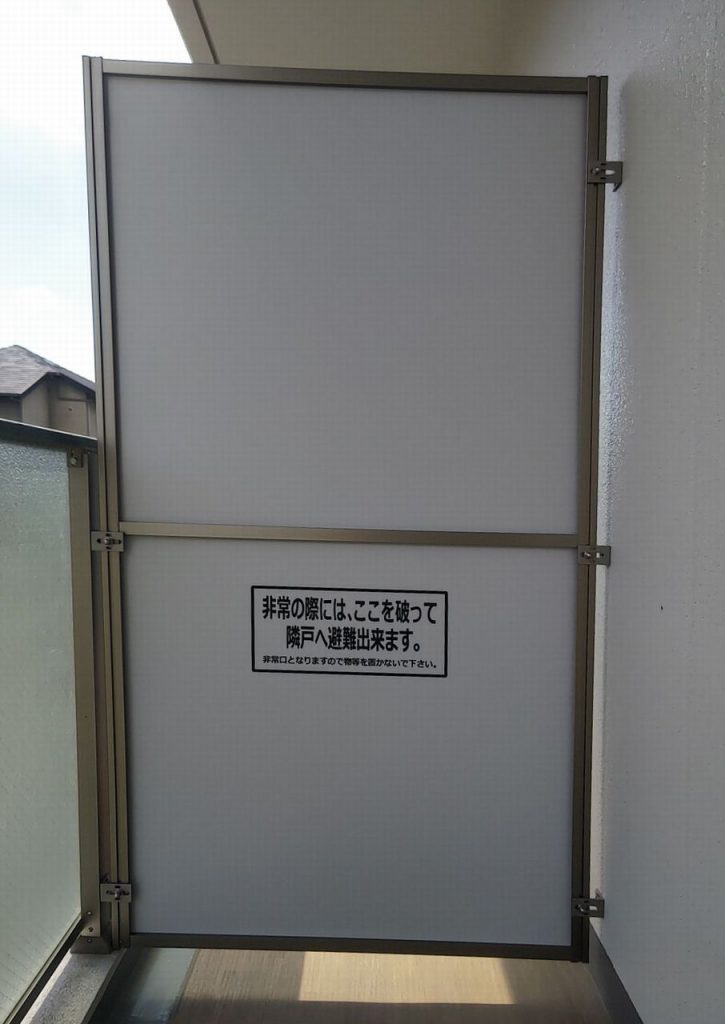 非常の際には、ここを破って
隣戸へ避難出来ます。
非常口となりますので物等を置かないで下さい。